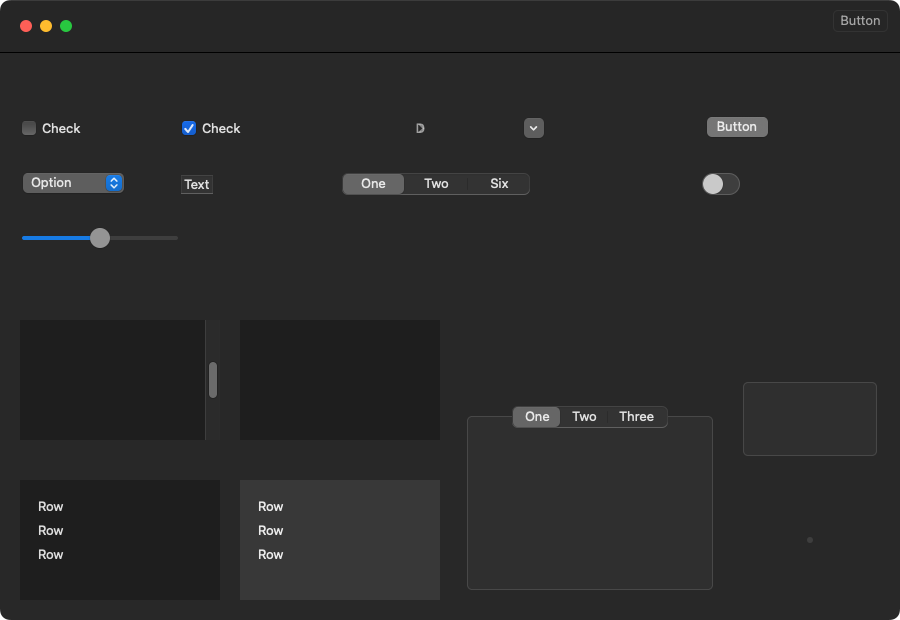 Button
Check
Check
D
Button
Option
Text
One
Two
Six
One
Two
Three
Row
Row
Row
Row
Row
Row